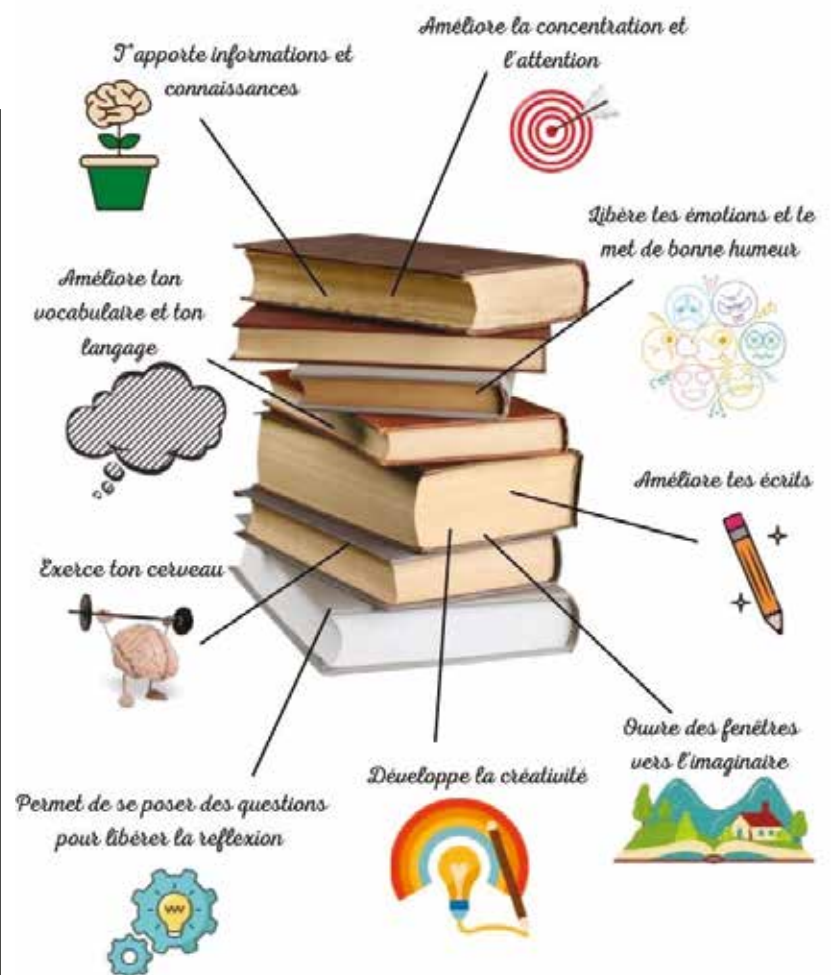 T'apporte informations et
connaissances
Améliore la concentration et
l'attention
Libère tes émotions et te
met de bonne humeur
Améliore ton
vocabulaire et ton
langage
Améliore tes écrits
Exerce ton cerveau
Ouvre des fenêtres
vers l'imaginaire
Développe la créativité
Permet de se poser des questions
pour libérer la reflexion